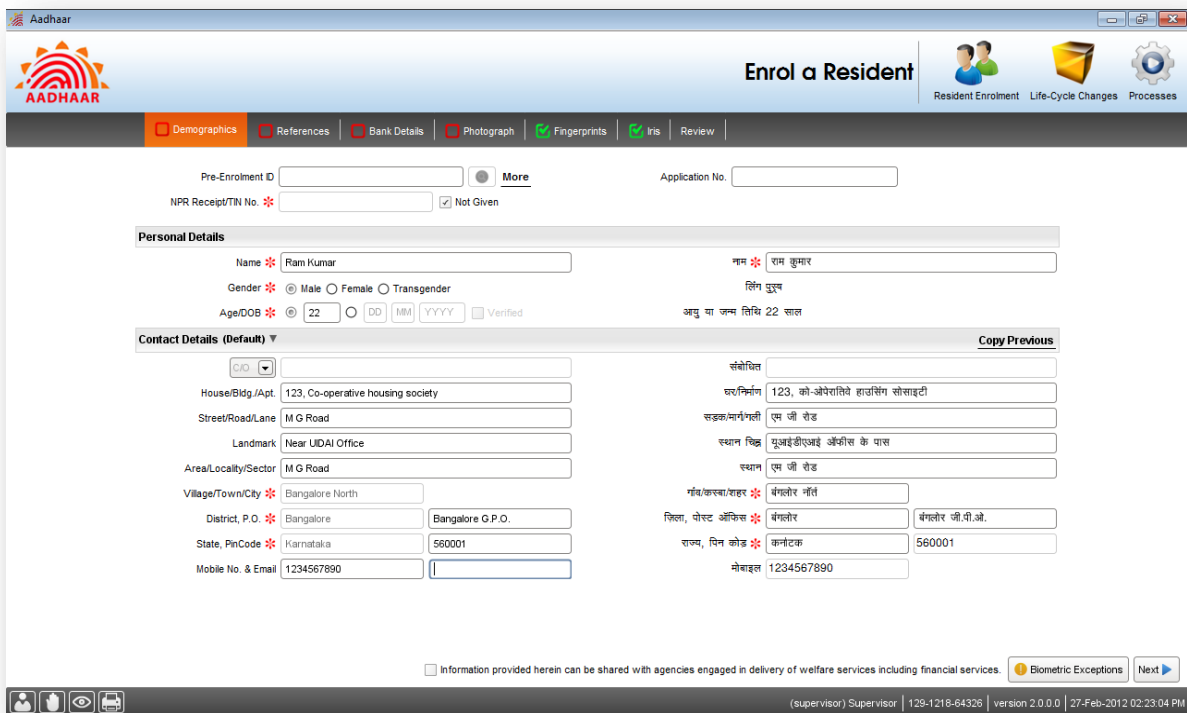 Aadhaar
AADHAAR
Enrol a Resident
Resident Enrolment Life-Cycle Changes Processes
Demographics References Bank Details Photograph Fingerprints Iris Review
Pre-Enrolment ID More Application No.
NPR Receipt/TIN No. * Not Given
Personal Details
Name * Ram Kumar नाम * राम कुमार
Gender * Male Female Transgender लिंग पुरुष
Age/DOB * 22 DD MM YYYY Verified आयु या जन्म तिथि 22 साल
Contact Details (Default) ▼ Copy Previous
C/O संबोधित
House/Bldg./Apt. 123, Co-operative housing society घर/निर्माण 123, को-ओपेरातिवे हाउसिंग सोसाइटी
Street/Road/Lane M G Road सड़क/मार्ग/गली एम जी रोड
Landmark Near UIDAI Office स्थान चिह्न यूआईडीएआई ऑफीस के पास
Area/Locality/Sector M G Road स्थान एम जी रोड
Village/Town/City * Bangalore North गाँव/कस्बा/शहर * बंगलोर नॉर्त
District, P.O. * Bangalore Bangalore G.P.O. ज़िला, पोस्ट ऑफिस * बंगलोर बंगलोर जी.पी.ओ.
State, PinCode * Karnataka 560001 राज्य, पिन कोड * कर्नाटक 560001
Mobile No. & Email 1234567890 मोबाइल 1234567890
Information provided herein can be shared with agencies engaged in delivery of welfare services including financial services. Biometric Exceptions Next
(supervisor) Supervisor 129-1218-64326 version 2.0.0.0 27-Feb-2012 02:23:04 PM